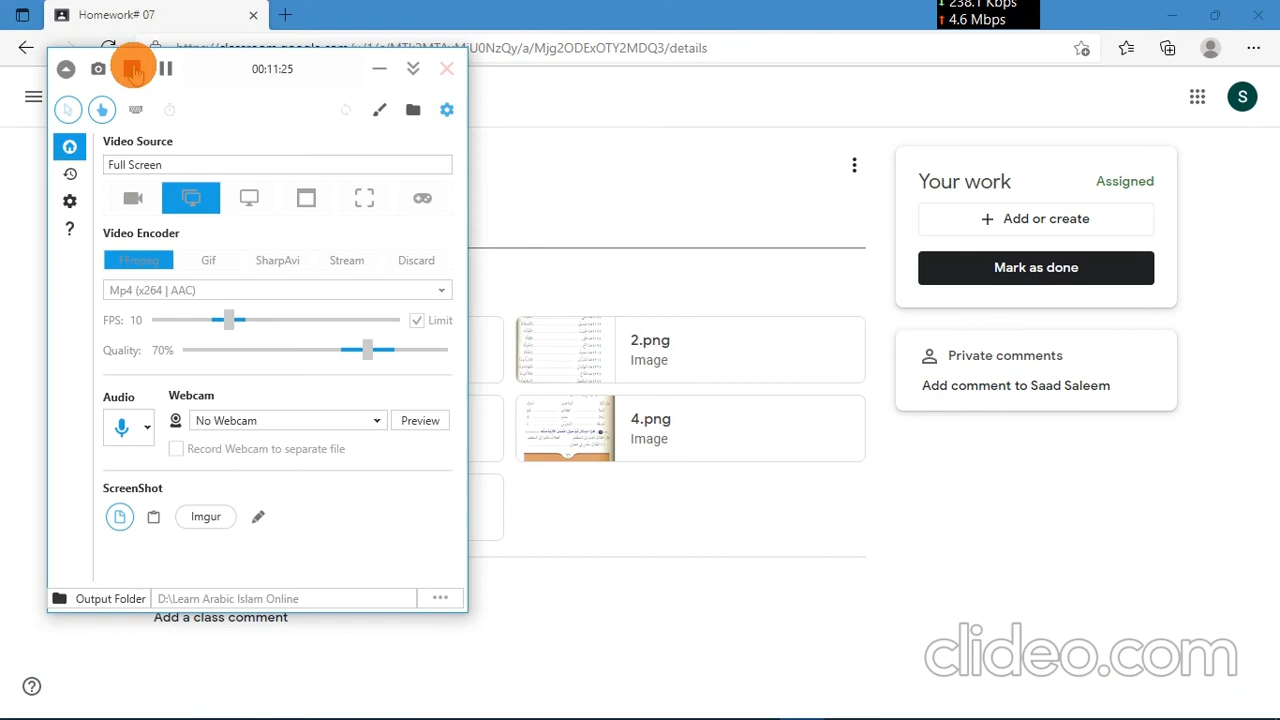 Homework# 07
238.1 Kbps
4.6 Mbps
/details
00:11:25
S
Video Source
Full Screen
Video Encoder
FFmpeg
Gif
SharpAvi
Stream
Discard
Mp4 (x264 | AAC)
FPS: 10
Limit
Quality: 70%
Audio
Webcam
No Webcam
Preview
Record Webcam to separate file
ScreenShot
Imgur
Output Folder
D:\Learn Arabic Islam Online
...
Add a class comment
2.png
Image
4.png
Image
Your work
Assigned
+ Add or create
Mark as done
Private comments
Add comment to Saad Saleem
clideo.com